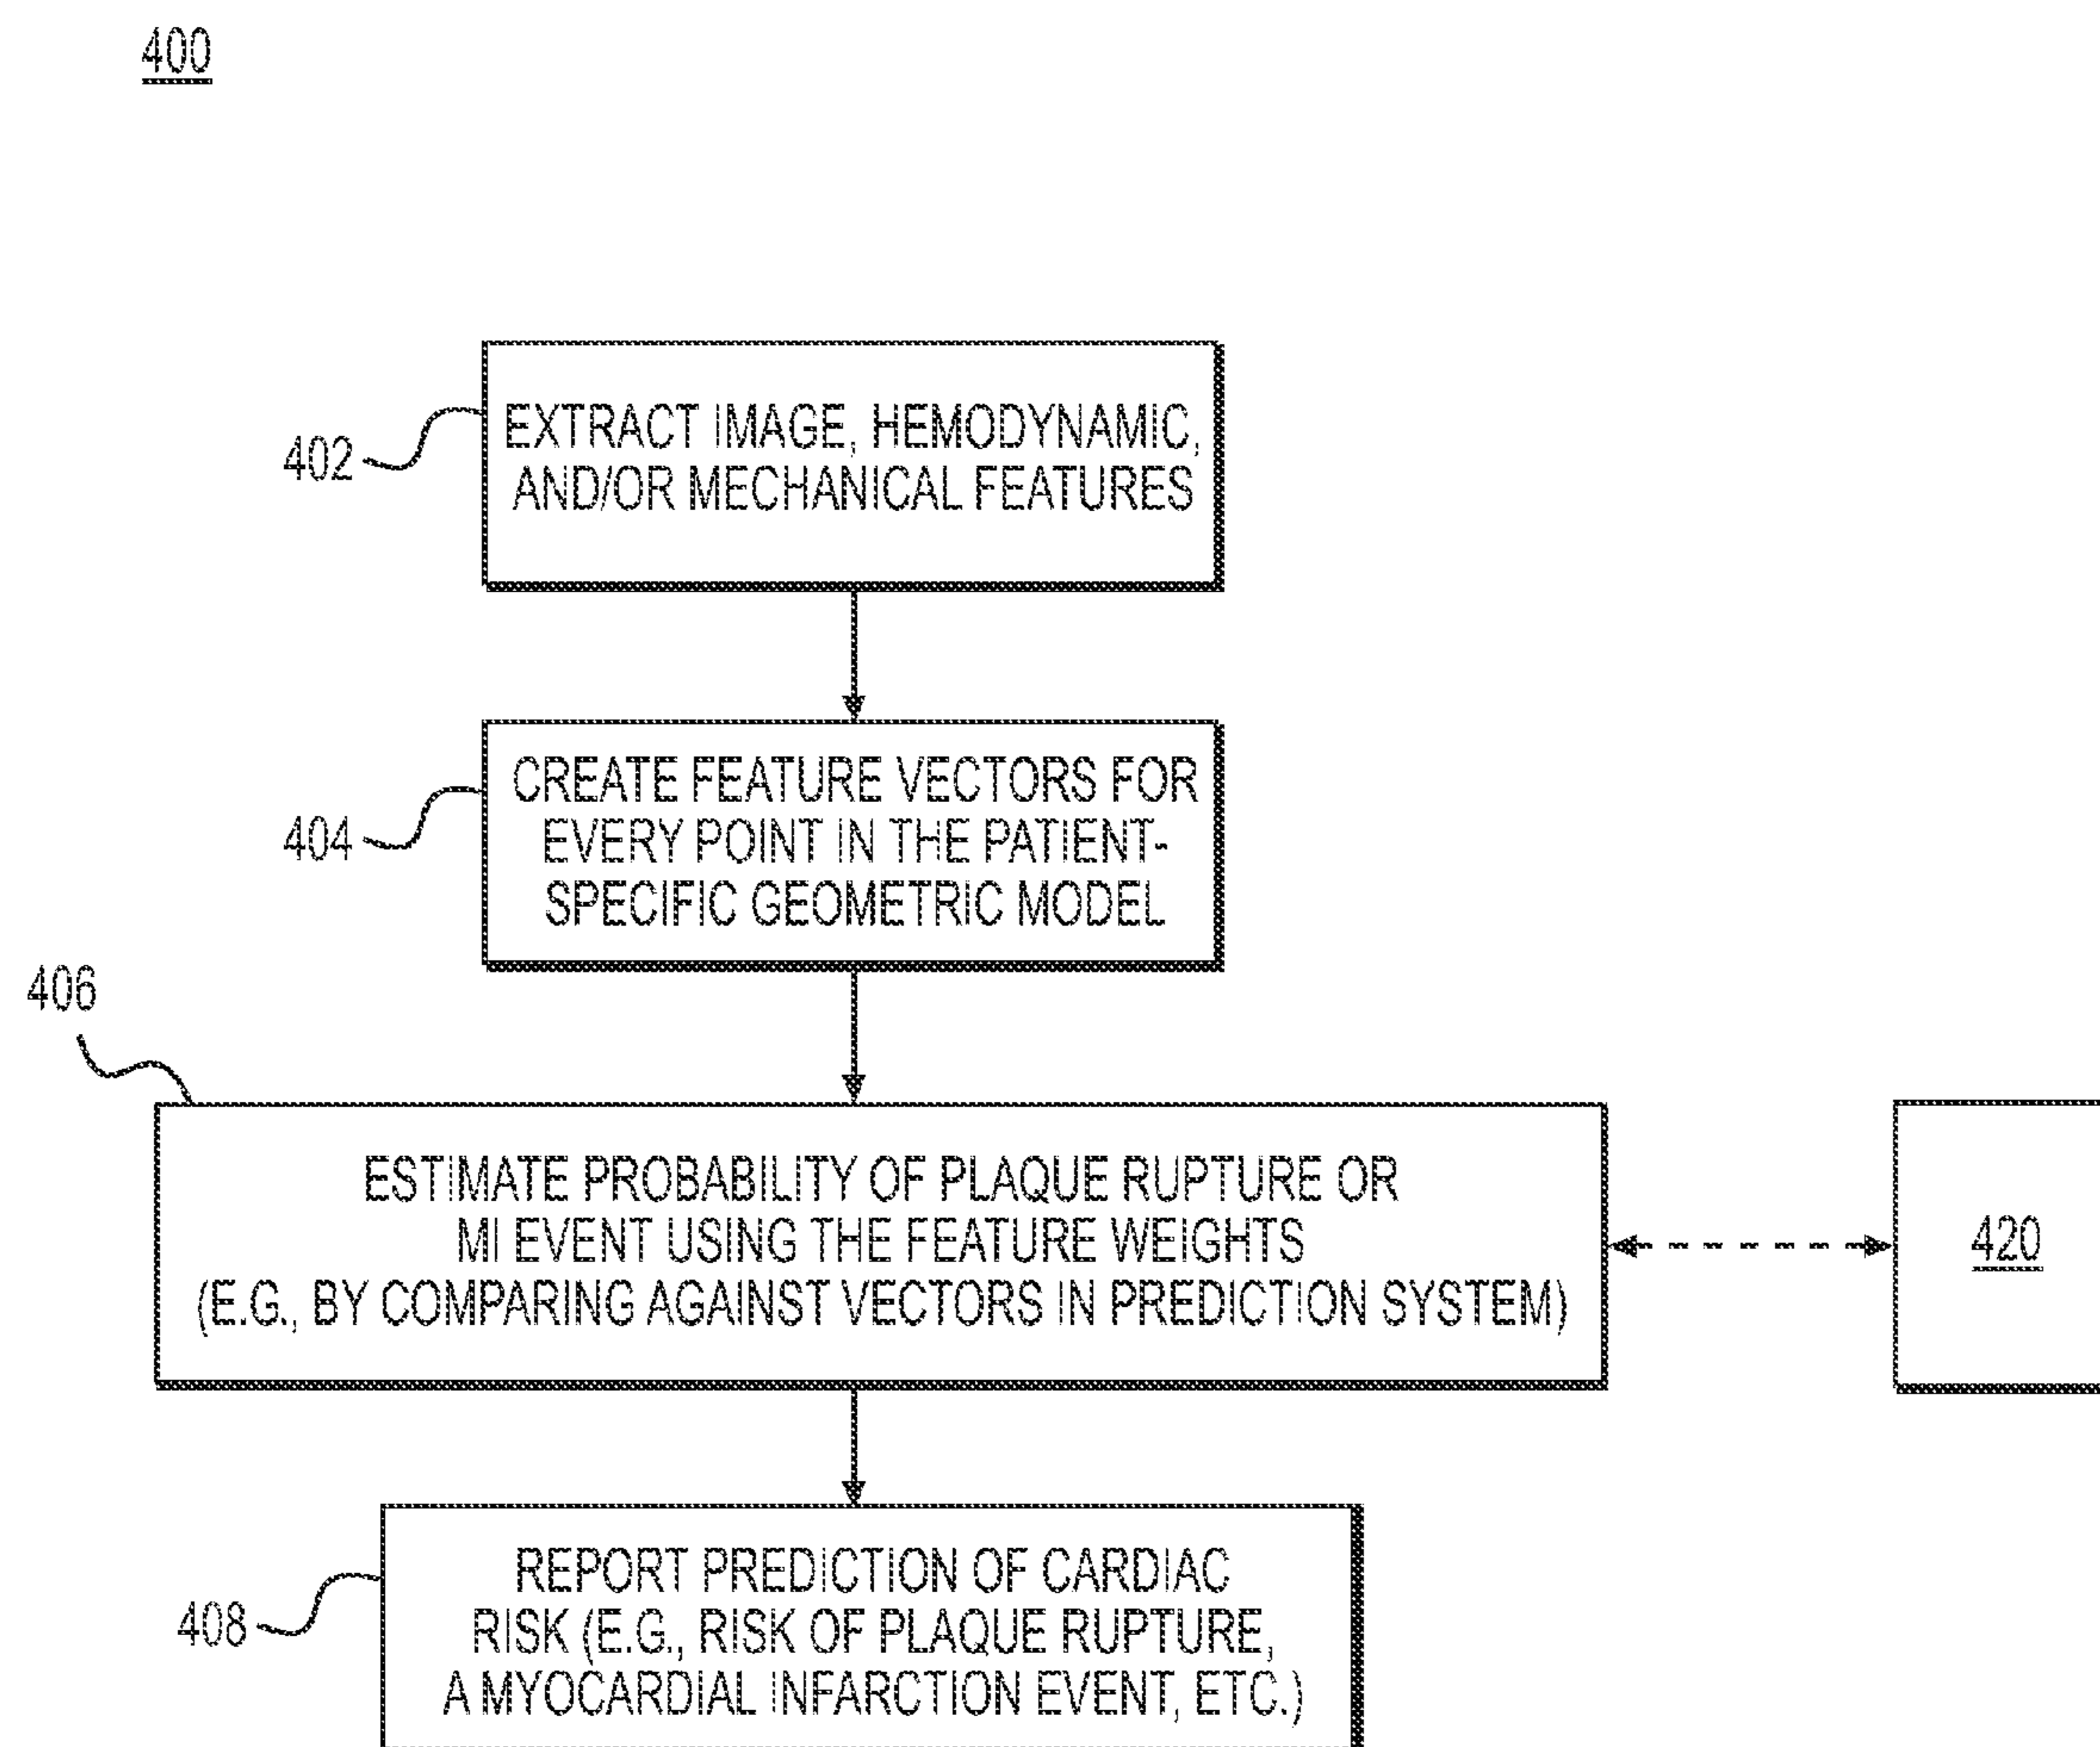 400
402
EXTRACT IMAGE, HEMODYNAMIC,
AND/OR MECHANICAL FEATURES
404
CREATE FEATURE VECTORS FOR
EVERY POINT IN THE PATIENT-
SPECIFIC GEOMETRIC MODEL
406
ESTIMATE PROBABILITY OF PLAQUE RUPTURE OR
MI EVENT USING THE FEATURE WEIGHTS
(E.G., BY COMPARING AGAINST VECTORS IN PREDICTION SYSTEM)
420
408
REPORT PREDICTION OF CARDIAC
RISK (E.G., RISK OF PLAQUE RUPTURE,
A MYOCARDIAL INFARCTION EVENT, ETC.)